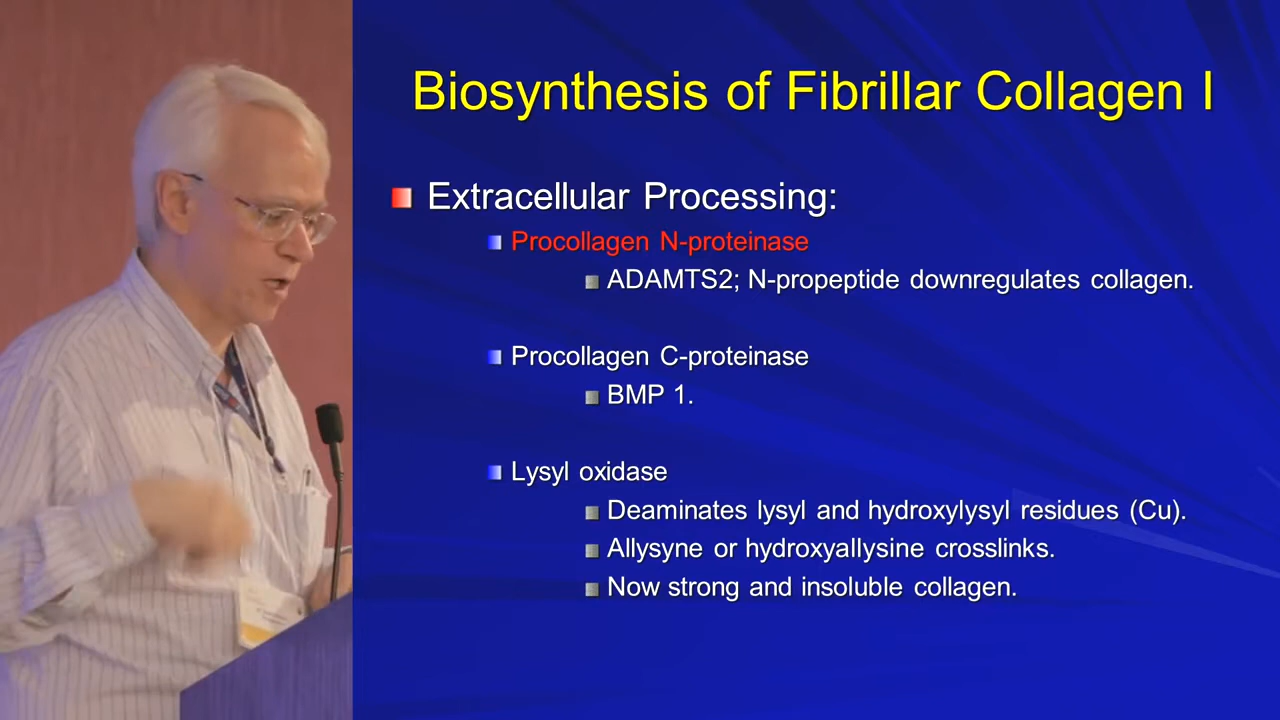 Biosynthesis of Fibrillar Collagen I
Extracellular Processing:
Procollagen N-proteinase
ADAMTS2; N-propeptide downregulates collagen.
Procollagen C-proteinase
BMP 1.
Lysyl oxidase
Deaminates lysyl and hydroxylysyl residues (Cu).
Allysyne or hydroxyallysine crosslinks.
Now strong and insoluble collagen.